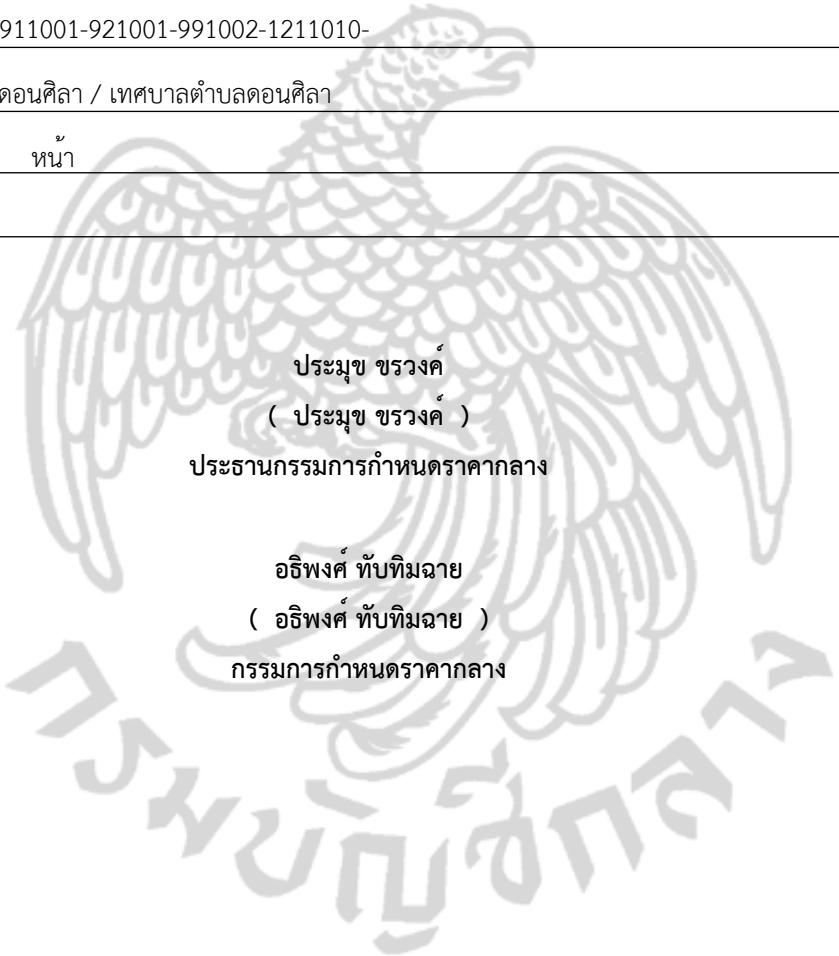 911001-921001-991002-1211010-
ดอนศิลา / เทศบาลตำบลดอนศิลา
หน้า
ประมุข ขรวงค์
( ประมุข ขรวงค์ )
ประธานกรรมการกำหนดราคากลาง
อธิพงศ์ ทับทิมฉาย
( อธิพงศ์ ทับทิมฉาย )
กรรมการกำหนดราคากลาง
กรมบัญชีกลาง